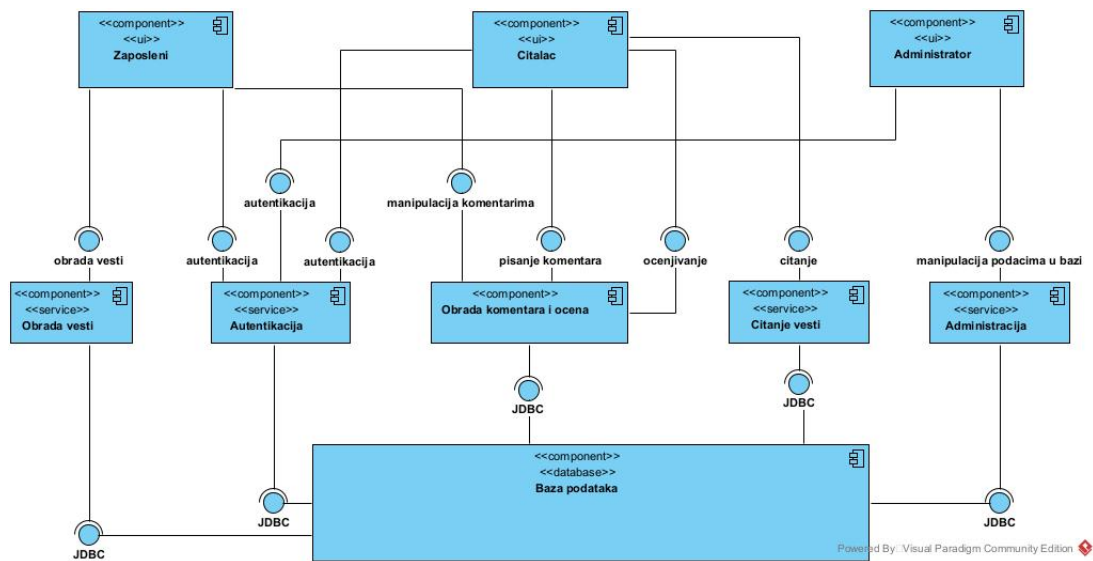 <<component>>
<<ui>>
Zaposleni
<<component>>
<<ui>>
Citalac
<<component>>
<<ui>>
Administrator
autentikacija
manipulacija komentarima
obrada vesti
autentikacija
autentikacija
pisanje komentara
ocenjivanje
citanje
manipulacija podacima u bazi
<<component>>
<<service>>
Obrada vesti
<<component>>
<<service>>
Autentikacija
<<component>>
Obrada komentara i ocena
<<component>>
<<service>>
Citanje vesti
<<component>>
<<service>>
Administracija
JDBC
JDBC
<<component>>
<<database>>
Baza podataka
JDBC
JDBC
JDBC
Powered By Visual Paradigm Community Edition